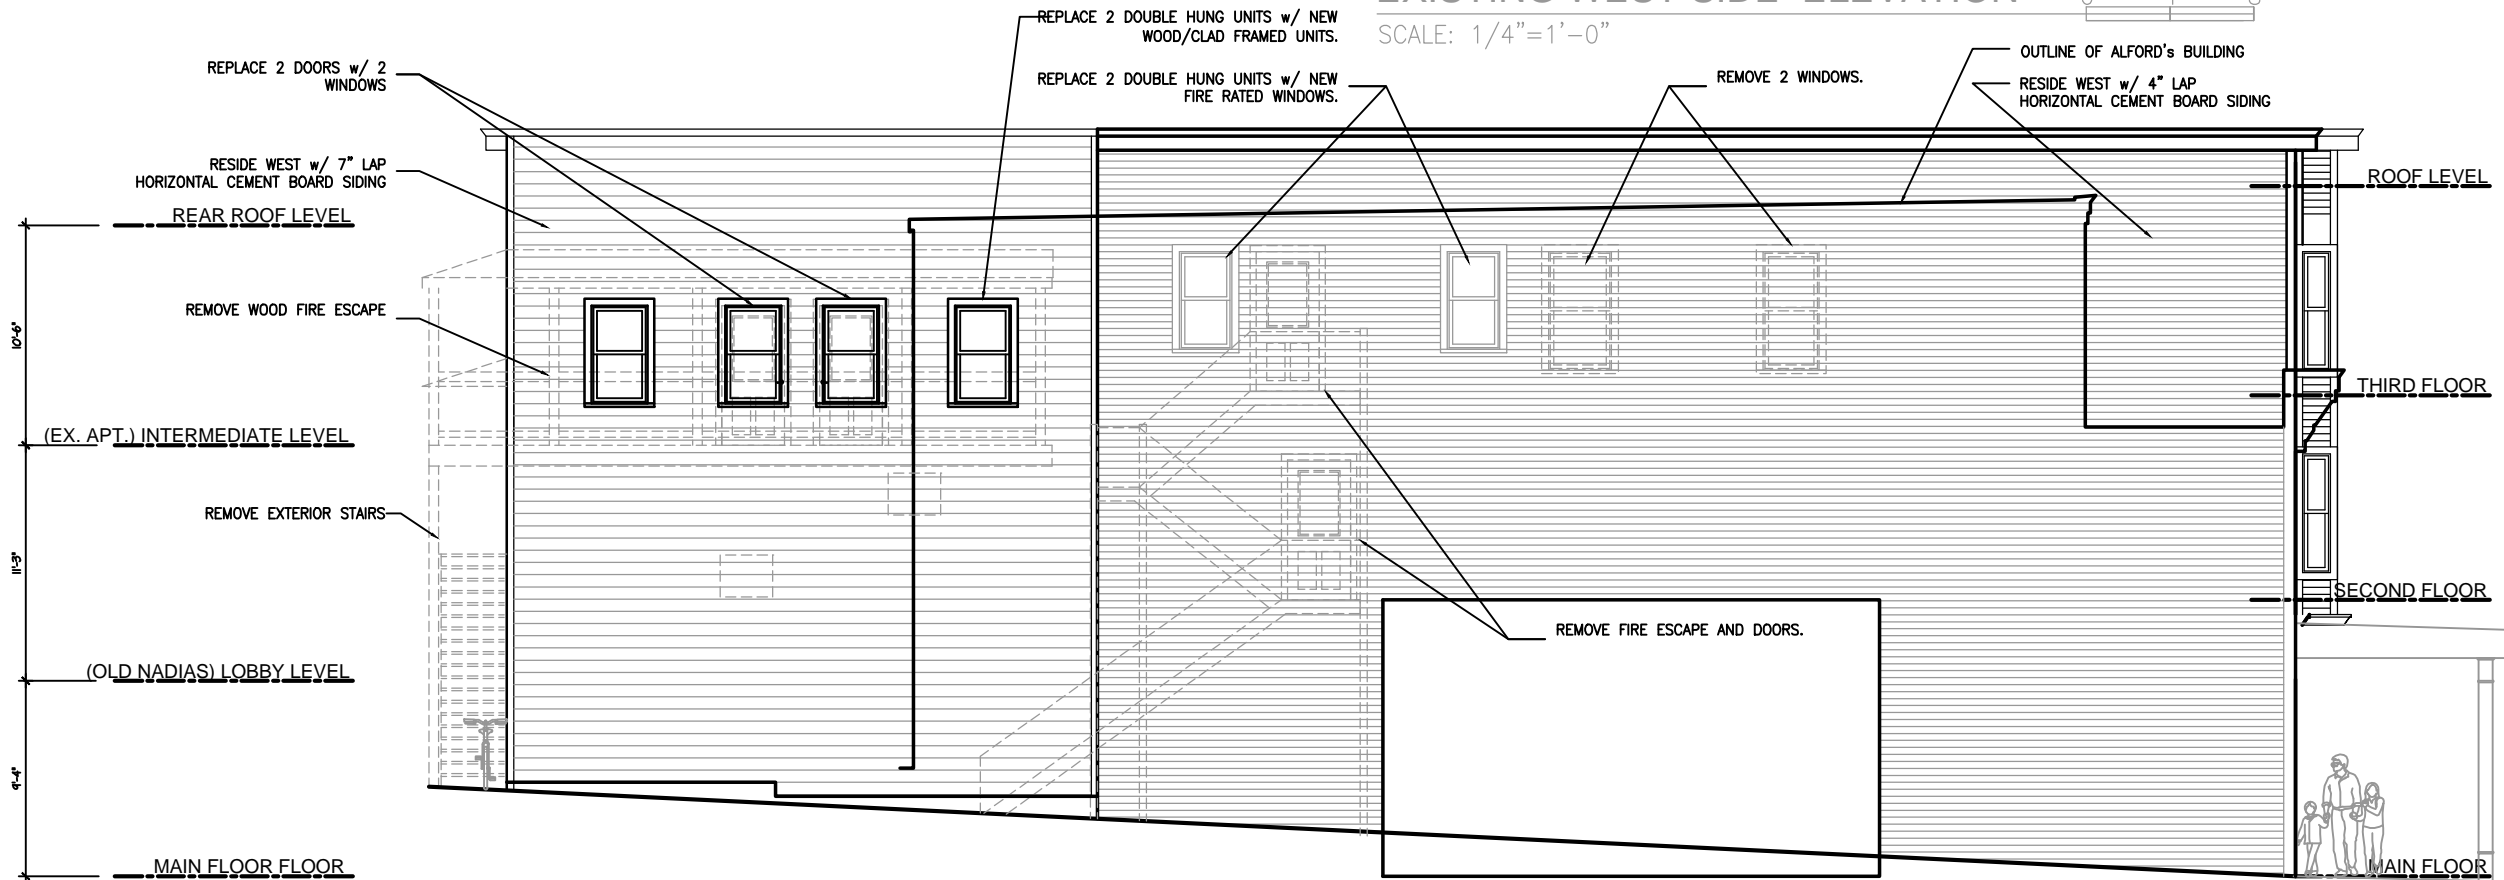 EXISTING WEST SIDE ELEVATION
SCALE: 1/4"=1'-0"
REPLACE 2 DOUBLE HUNG UNITS w/ NEW
WOOD/CLAD FRAMED UNITS.
REPLACE 2 DOORS w/ 2
WINDOWS
REPLACE 2 DOUBLE HUNG UNITS w/ NEW
FIRE RATED WINDOWS.
REMOVE 2 WINDOWS.
OUTLINE OF ALFORD's BUILDING
RESIDE WEST w/ 4" LAP
HORIZONTAL CEMENT BOARD SIDING
RESIDE WEST w/ 7" LAP
HORIZONTAL CEMENT BOARD SIDING
ROOF LEVEL
REAR ROOF LEVEL
REMOVE WOOD FIRE ESCAPE
10'-6"
THIRD FLOOR
(EX. APT.) INTERMEDIATE LEVEL
REMOVE EXTERIOR STAIRS
11'-3"
SECOND FLOOR
REMOVE FIRE ESCAPE AND DOORS.
(OLD NADIAS) LOBBY LEVEL
9'-4"
MAIN FLOOR FLOOR
MAIN FLOOR